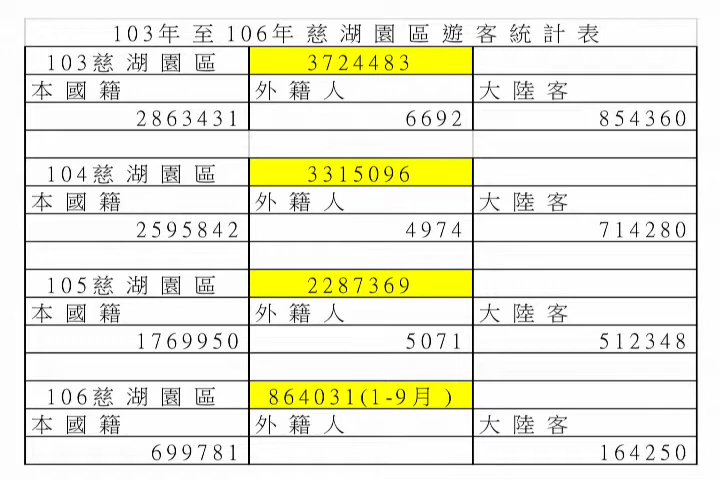 103年至106年慈湖園區遊客統計表
103慈湖園區 3724483
本國籍 外籍人 大陸客
2863431 6692 854360
104慈湖園區 3315096
本國籍 外籍人 大陸客
2595842 4974 714280
105慈湖園區 2287369
本國籍 外籍人 大陸客
1769950 5071 512348
106慈湖園區 864031(1-9月)
本國籍 外籍人 大陸客
699781 164250